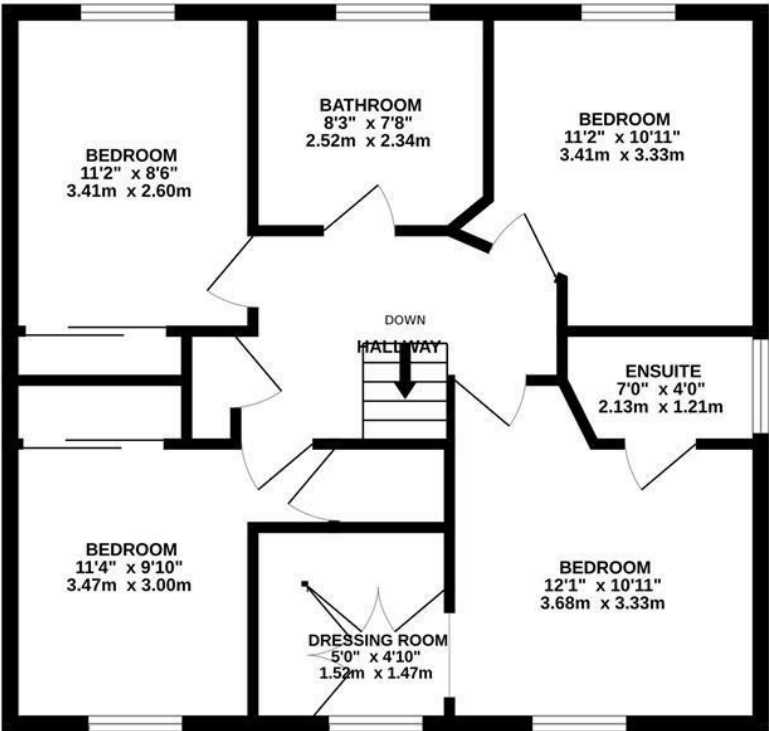 BATHROOM
8'3" x 7'8"
2.52m x 2.34m
BEDROOM
11'2" x 10'11"
3.41m x 3.33m
BEDROOM
11'2" x 8'6"
3.41m x 2.60m
DOWN
HALLWAY
ENSUITE
7'0" x 4'0"
2.13m x 1.21m
BEDROOM
11'4" x 9'10"
3.47m x 3.00m
BEDROOM
12'1" x 10'11"
3.68m x 3.33m
DRESSING ROOM
5'0" x 4'10"
1.52m x 1.47m